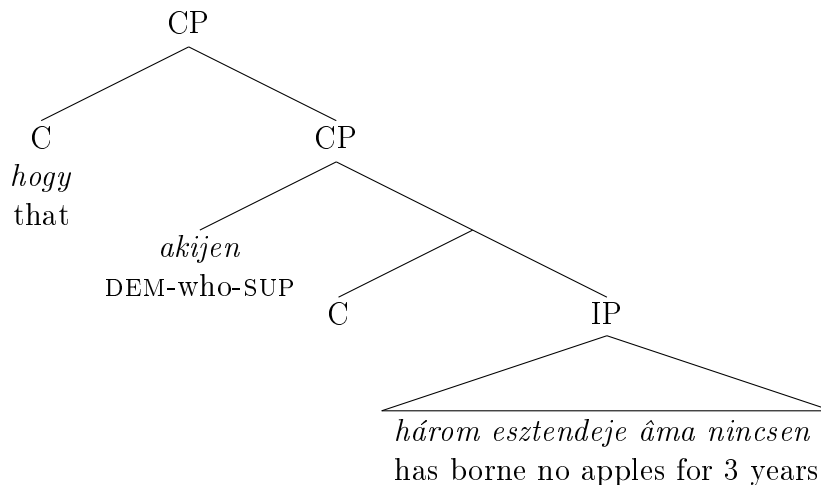 CP
C CP
hogy
that
akijen
DEM-who-SUP
C IP
három esztendeje âma nincsen
has borne no apples for 3 years